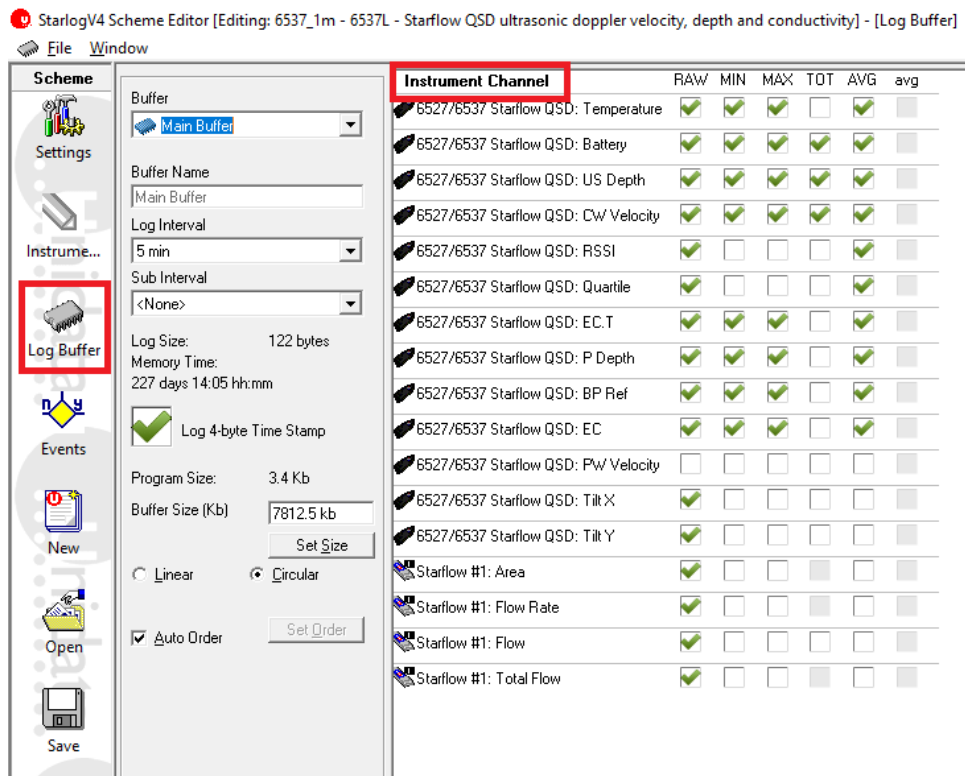 StarlogV4 Scheme Editor [Editing: 6537_1m - 6537L - Starflow QSD ultrasonic doppler velocity, depth and conductivity] - [Log Buffer]
File Window
Scheme
Settings
Instrume...
Log Buffer
Events
New
Open
Save
Buffer
Main Buffer
Buffer Name
Main Buffer
Log Interval
5 min
Sub Interval
<None>
Log Size: 122 bytes
Memory Time:
227 days 14:05 hh:mm
Log 4-byte Time Stamp
Program Size: 3.4 Kb
Buffer Size (Kb) 7812.5 kb
Set Size
Linear Circular
Auto Order Set Order
Instrument Channel RAW MIN MAX TOT AVG avg
6527/6537 Starflow QSD: Temperature
6527/6537 Starflow QSD: Battery
6527/6537 Starflow QSD: US Depth
6527/6537 Starflow QSD: CW Velocity
6527/6537 Starflow QSD: RSSI
6527/6537 Starflow QSD: Quartile
6527/6537 Starflow QSD: EC.T
6527/6537 Starflow QSD: P Depth
6527/6537 Starflow QSD: BP Ref
6527/6537 Starflow QSD: EC
6527/6537 Starflow QSD: PW Velocity
6527/6537 Starflow QSD: Tilt X
6527/6537 Starflow QSD: Tilt Y
Starflow #1: Area
Starflow #1: Flow Rate
Starflow #1: Flow
Starflow #1: Total Flow